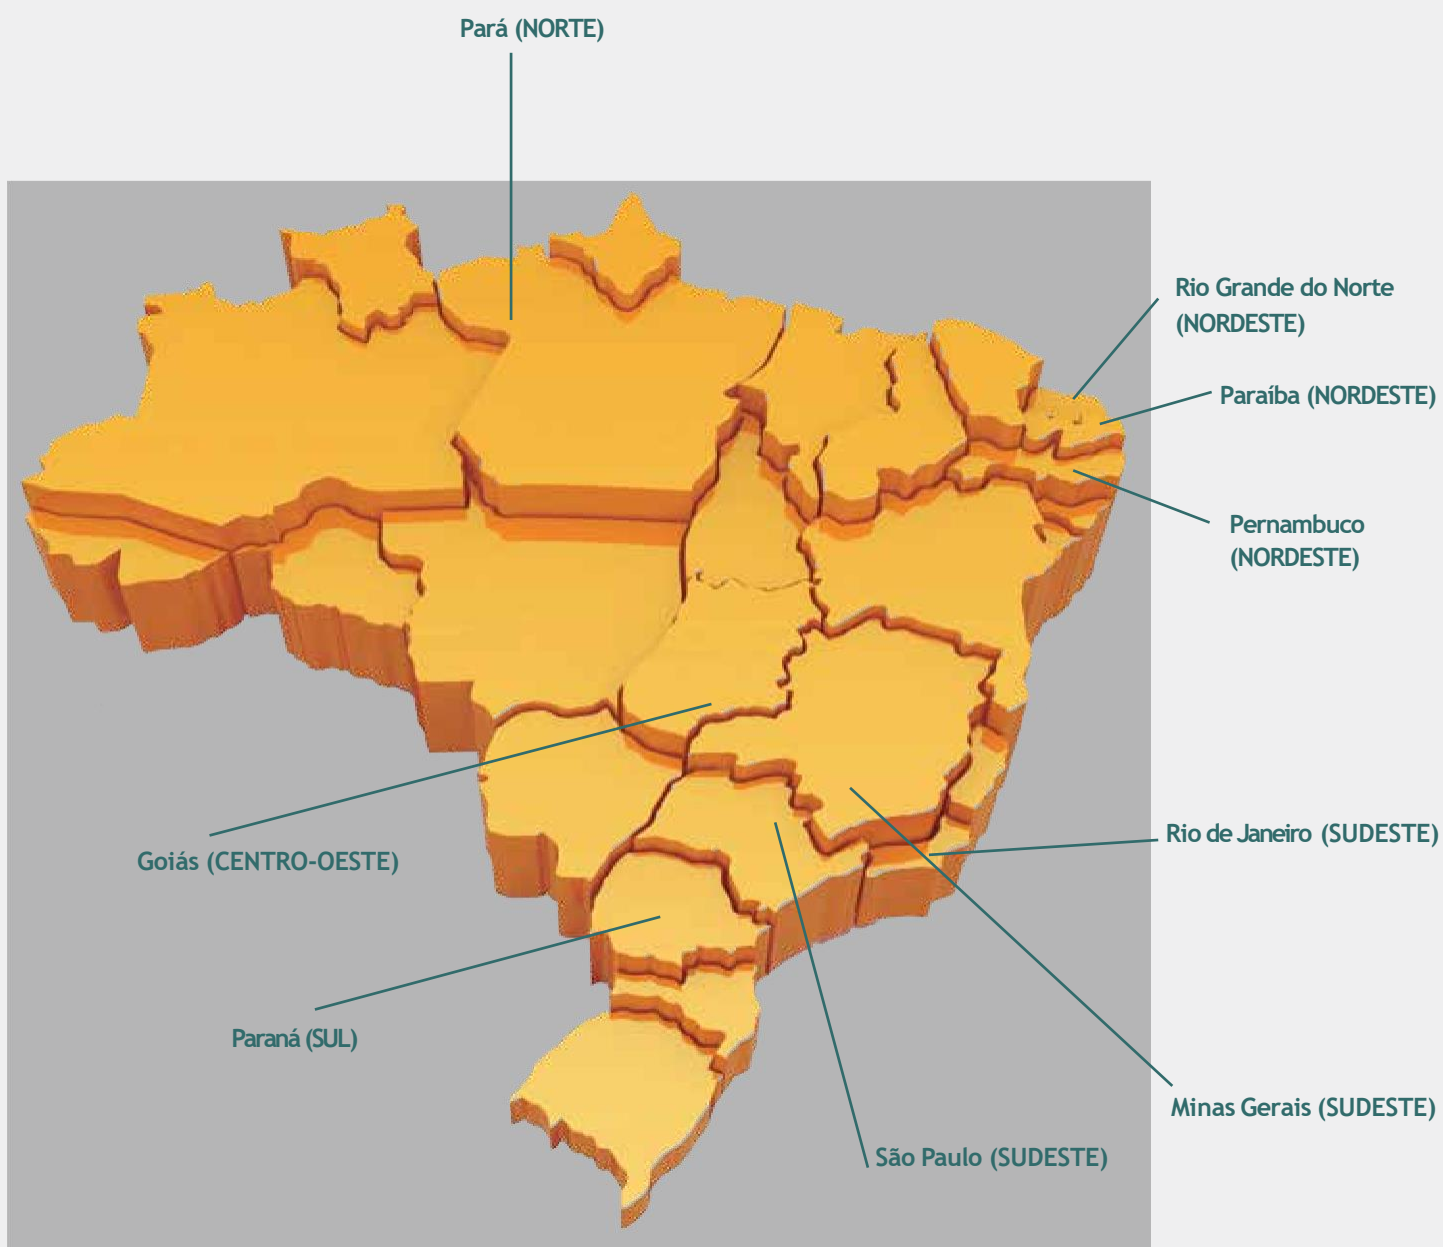 Pará (NORTE)
Rio Grande do Norte
(NORDESTE)
Paraíba (NORDESTE)
Pernambuco
(NORDESTE)
Rio de Janeiro (SUDESTE)
Goiás (CENTRO-OESTE)
Paraná (SUL)
Minas Gerais (SUDESTE)
São Paulo (SUDESTE)